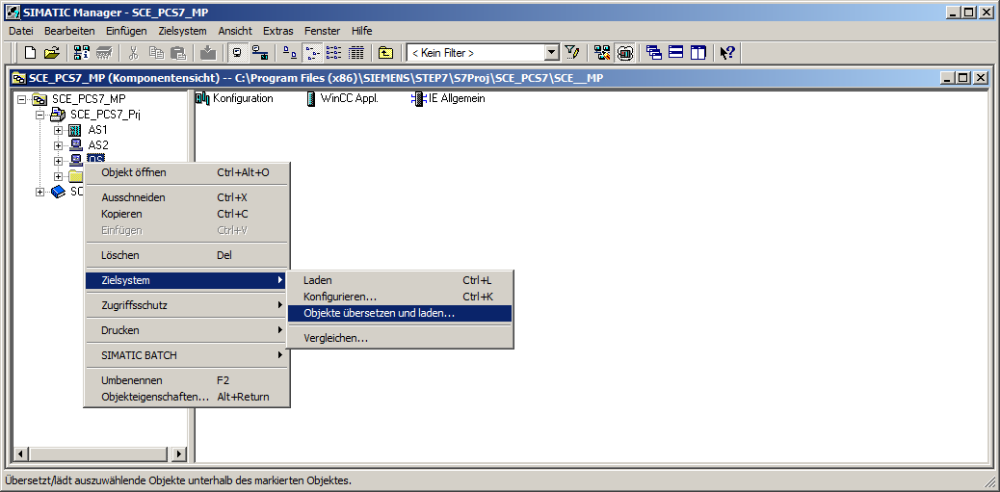 SIMATIC Manager - SCE_PCS7_MP
Datei Bearbeiten Einfügen Zielsystem Ansicht Extras Fenster Hilfe
< Kein Filter >
SCE_PCS7_MP (Komponentensicht) -- C:\Program Files (x86)\SIEMENS\STEP7\S7Proj\SCE_PCS7\SCE__MP
SCE_PCS7_MP
SCE_PCS7_Prj
AS1
AS2
OS
SC
Konfiguration WinCC Appl. IE Allgemein
Objekt öffnen Ctrl+Alt+O
Ausschneiden Ctrl+X
Kopieren Ctrl+C
Einfügen Ctrl+V
Löschen Del
Zielsystem
Zugriffsschutz
Drucken
SIMATIC BATCH
Umbenennen F2
Objekteigenschaften... Alt+Return
Laden Ctrl+L
Konfigurieren... Ctrl+K
Objekte übersetzen und laden...
Vergleichen...
Übersetzt/lädt auszuwählende Objekte unterhalb des markierten Objektes.